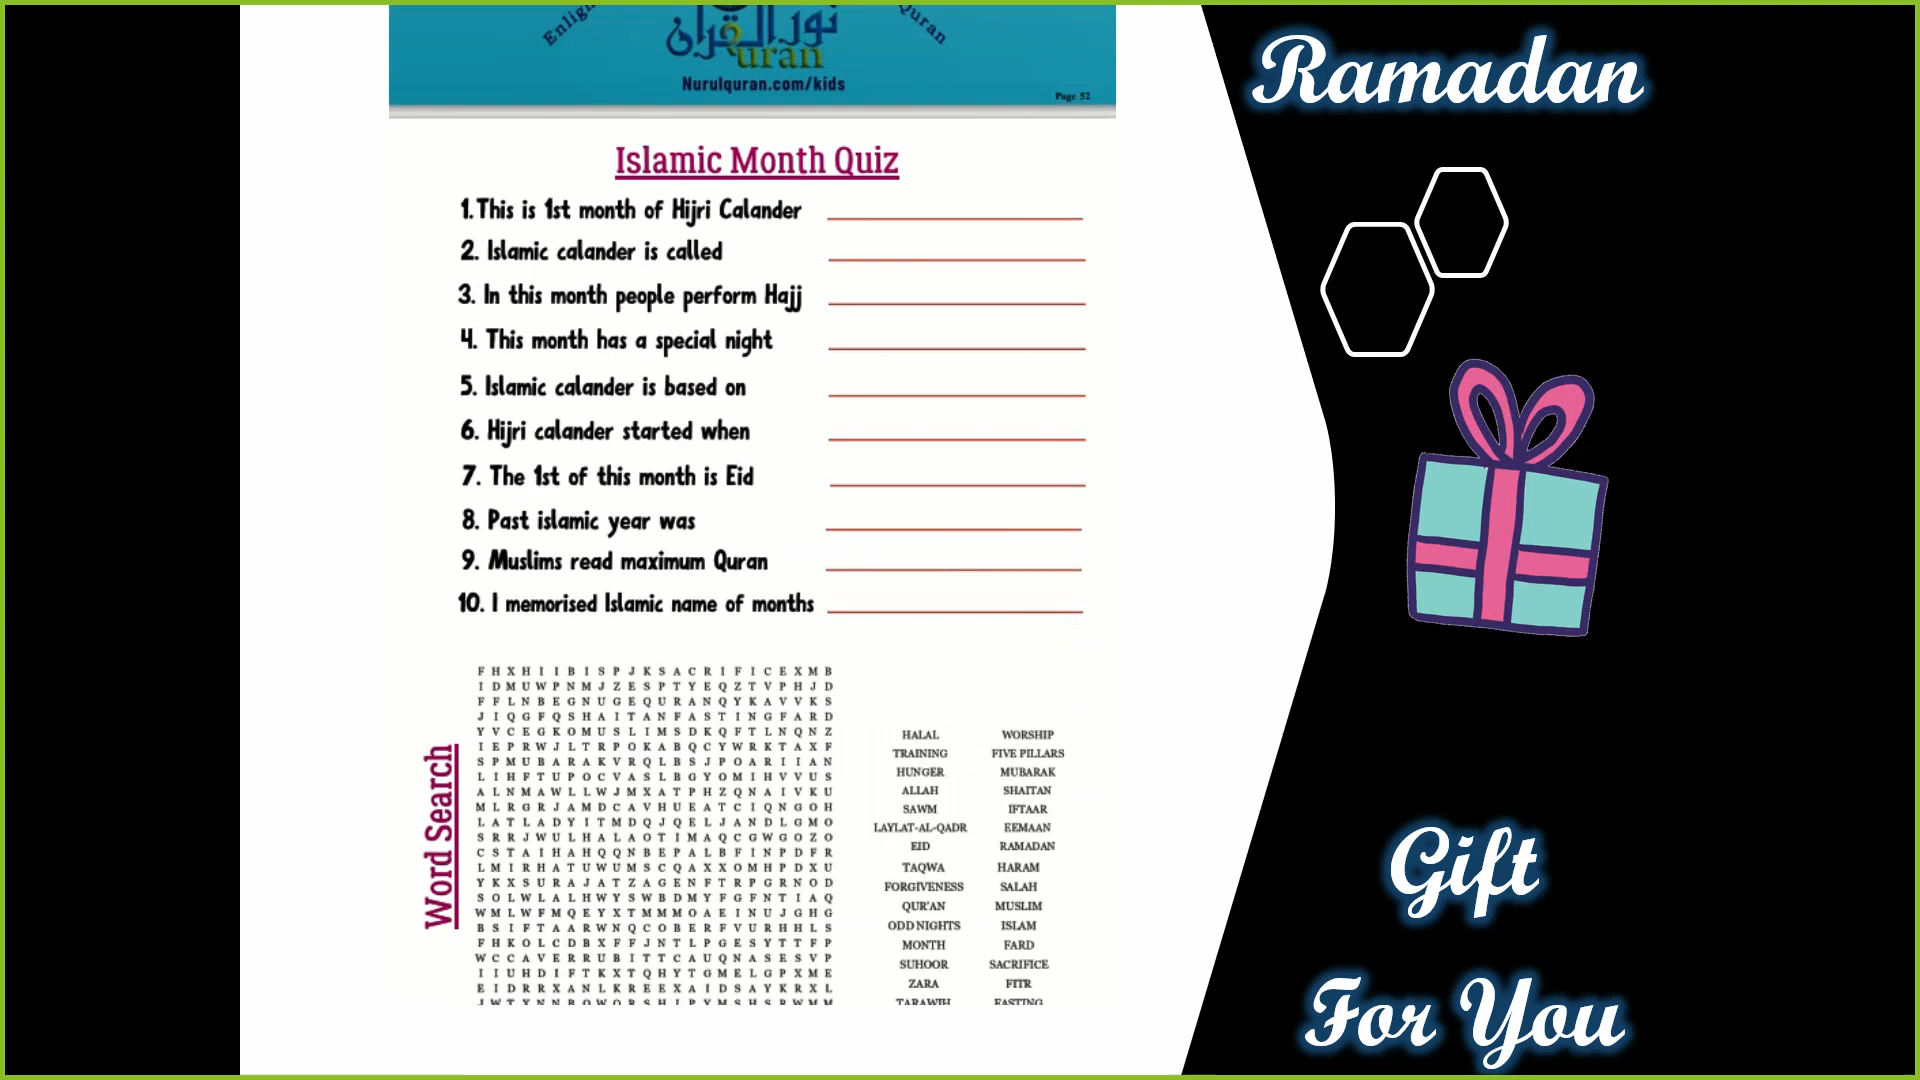 Enligh
Quran
نور القرآن
uran
Nurulquran.com/kids
Page 52
Islamic Month Quiz
1.This is 1st month of Hijri Calander
2. Islamic calander is called
3. In this month people perform Hajj
4. This month has a special night
5. Islamic calander is based on
6. Hijri calander started when
7. The 1st of this month is Eid
8. Past islamic year was
9. Muslims read maximum Quran
10. I memorised Islamic name of months
Word Search
F H X H I I B I S P J K S A C R I F I C E X M B
I D M U W P N M J Z E S P T Y E Q Z T V P H J D
F F L N B E G N U G E Q U R A N Q Y K A V V K S
J I Q G F Q S H A I T A N F A S T I N G F A R D
Y V C E G K O M U S L I M S D K Q F T L N Q N Z
I E P R W J L T R P O K A B Q C Y W R K T A X F
S P M U B A R A K V R Q L B S J P O A R I I A N
L I H F T U P O C V A S L B G Y O M I H V V U S
A L N M A W L L W J M X A T P H Z Q N A I V K U
M L R G R J A M D C A V H U E A T C I Q N G O H
L A T L A D Y I T M D Q J Q E L J A N D L G M O
S R R J W U L H A L A O T I M A Q C G W G O Z O
C S T A I H A H Q Q N B E P A L B F I N P D F R
L M I R H A T U W U M S C Q A X X O M H P D X U
Y K X S U R A J A T Z A G E N F T R P G R N O D
S O L W L A L H W Y S W B D M Y F G F N T I A Q
W M L W F M Q E Y X T M M M O A E I N U J G H G
B S I F T A A R W N Q C O B E R F V U R H H L S
F H K O L C D B X F F J N T L P G E S Y T T F P
W C C A V E R R U B I T T C A U Q N A S E S V P
I I U H D I F T K X T Q H Y T G M E L G P X M E
E I D R R X A N L K R E E X A I D S A Y K R X L
J W T Y N N B O W O R S H I P Y M S H S R W M M
HALAL WORSHIP
TRAINING FIVE PILLARS
HUNGER MUBARAK
ALLAH SHAITAN
SAWM IFTAAR
LAYLAT-AL-QADR EEMAAN
EID RAMADAN
TAQWA HARAM
FORGIVENESS SALAH
QUR'AN MUSLIM
ODD NIGHTS ISLAM
MONTH FARD
SUHOOR SACRIFICE
ZARA FITR
TARAWIH FASTING
Ramadan
Gift
For You